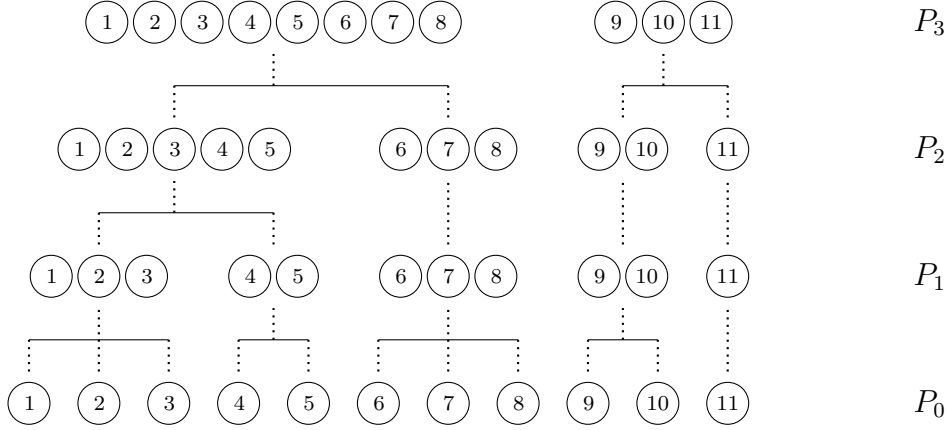 1 2 3 4 5 6 7 8 9 10 11 P₃
1 2 3 4 5 6 7 8 9 10 11 P₂
1 2 3 4 5 6 7 8 9 10 11 P₁
1 2 3 4 5 6 7 8 9 10 11 P₀